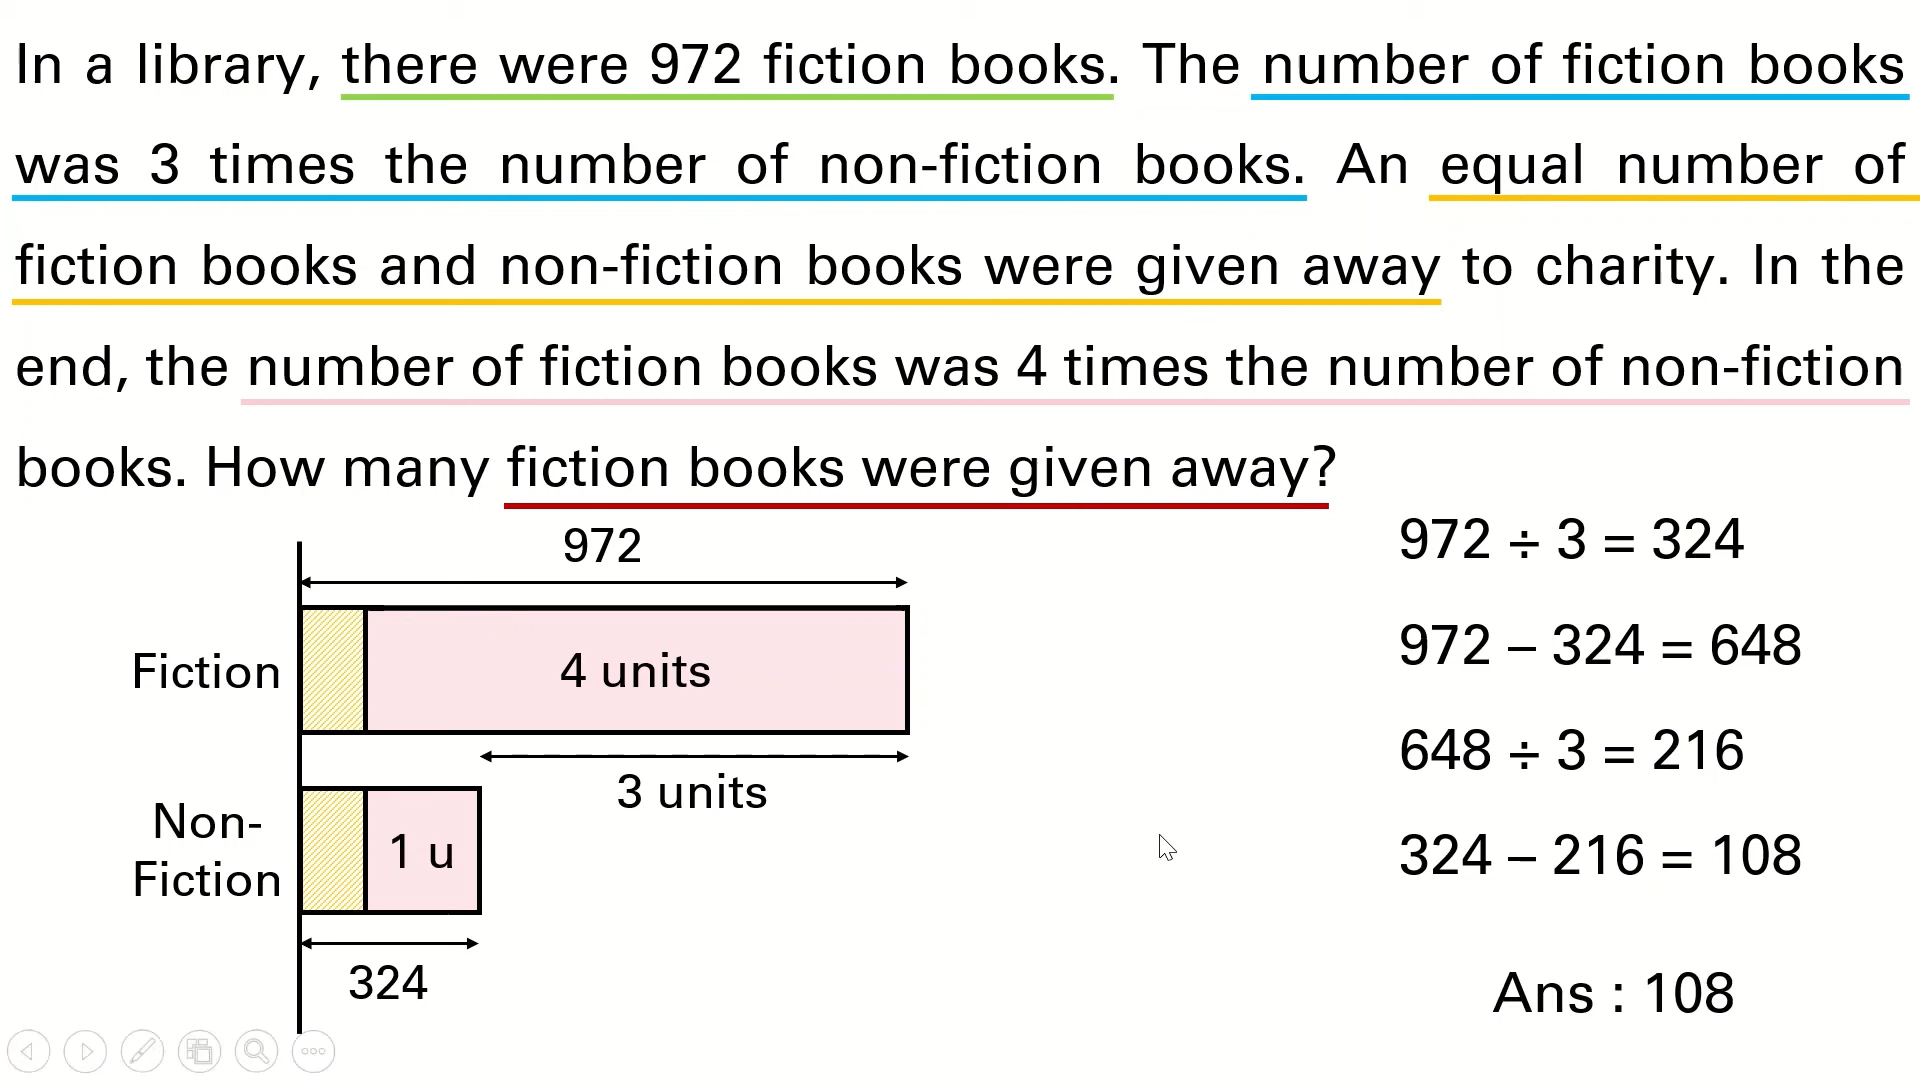 In a library, there were 972 fiction books. The number of fiction books
was 3 times the number of non-fiction books. An equal number of
fiction books and non-fiction books were given away to charity. In the
end, the number of fiction books was 4 times the number of non-fiction
books. How many fiction books were given away?
972
Fiction
4 units
3 units
Non-
Fiction
1 u
324
972 ÷ 3 = 324
972 – 324 = 648
648 ÷ 3 = 216
324 – 216 = 108
Ans : 108